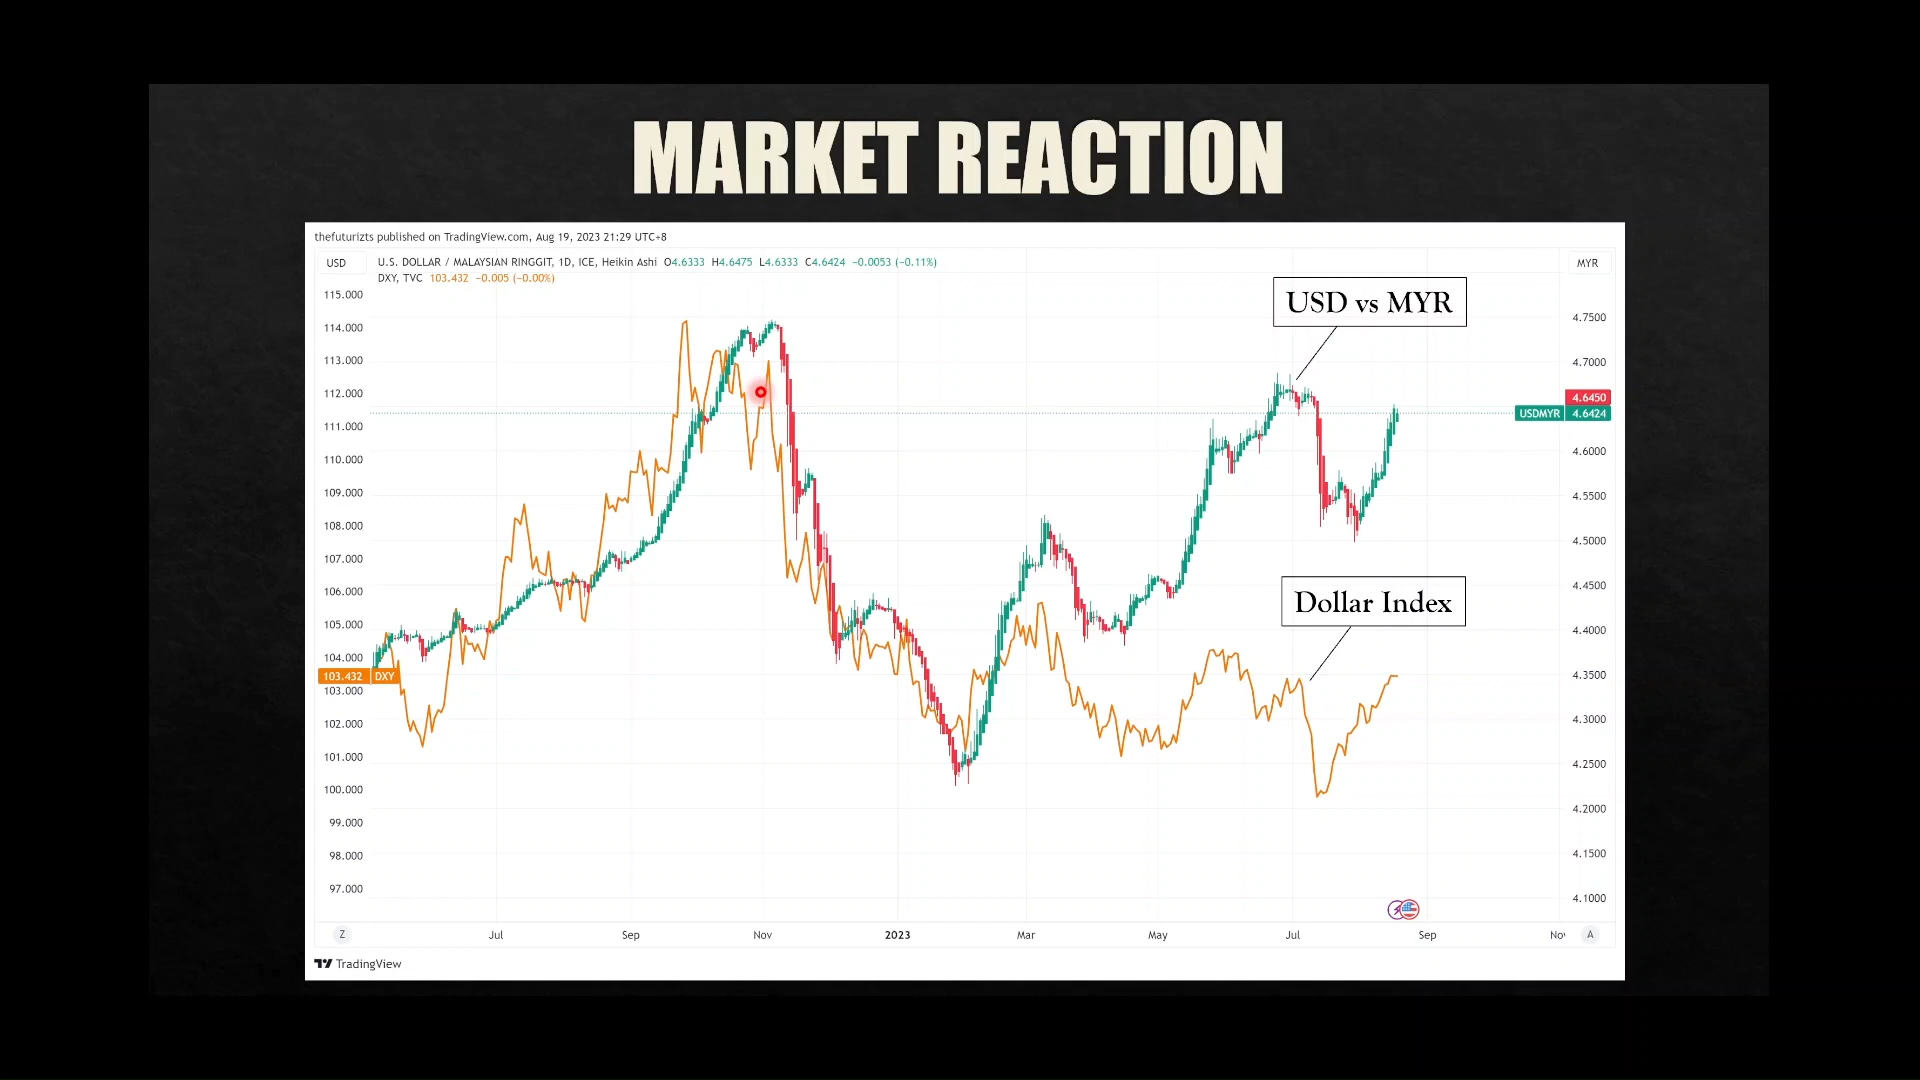 MARKET REACTION
thefuturizts published on TradingView.com, Aug 19, 2023 21:29 UTC+8
USD
U.S. DOLLAR / MALAYSIAN RINGGIT, 1D, ICE, Heikin Ashi O4.6333 H4.6475 L4.6333 C4.6424 −0.0053 (−0.11%)
MYR
DXY, TVC 103.432 −0.005 (−0.00%)
115.000
114.000
113.000
112.000
111.000
110.000
109.000
108.000
107.000
106.000
105.000
104.000
103.432 DXY
103.000
102.000
101.000
100.000
99.000
98.000
97.000
USD vs MYR
Dollar Index
4.7500
4.7000
4.6450
USDMYR 4.6424
4.6000
4.5500
4.5000
4.4500
4.4000
4.3500
4.3000
4.2500
4.2000
4.1500
4.1000
Z Jul Sep Nov 2023 Mar May Jul Sep Nov A
TradingView